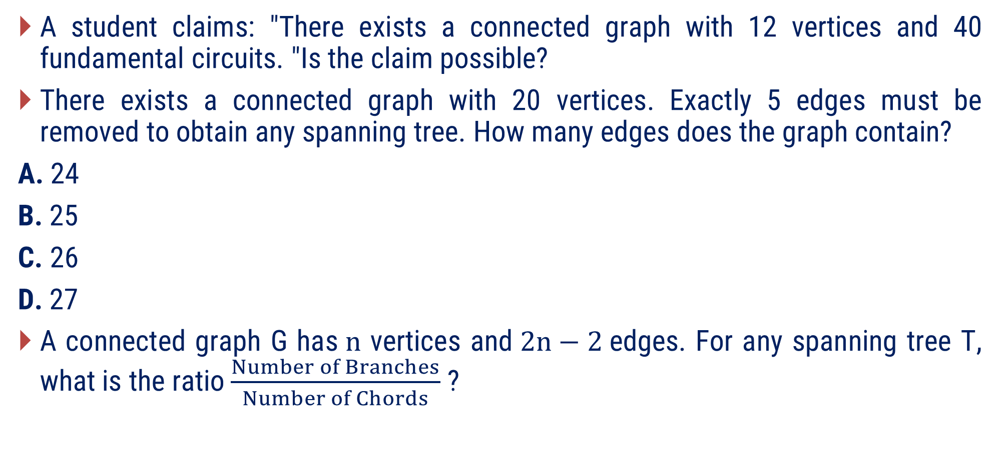 A student claims: "There exists a connected graph with 12 vertices and 40
fundamental circuits. "Is the claim possible?
There exists a connected graph with 20 vertices. Exactly 5 edges must be
removed to obtain any spanning tree. How many edges does the graph contain?
A. 24
B. 25
C. 26
D. 27
A connected graph G has n vertices and 2n − 2 edges. For any spanning tree T,
what is the ratio Number of Branches / Number of Chords ?